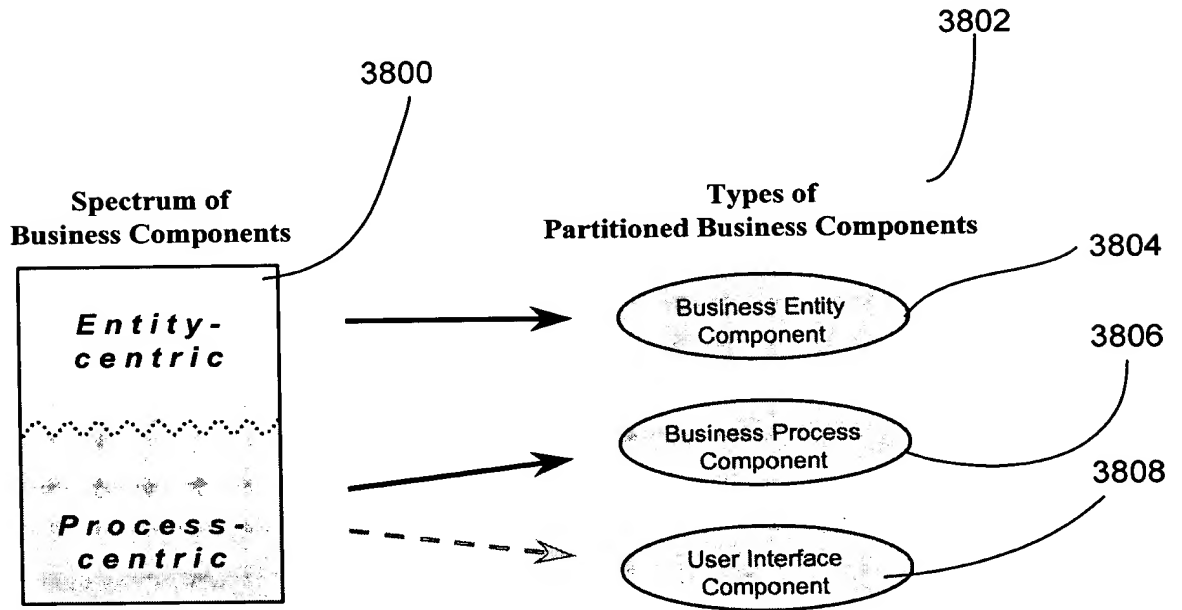 3802
3800
Spectrum of
Business Components
Types of
Partitioned Business Components
3804
Entity-
centric
Business Entity
Component
3806
Business Process
Component
3808
Process-
centric
User Interface
Component